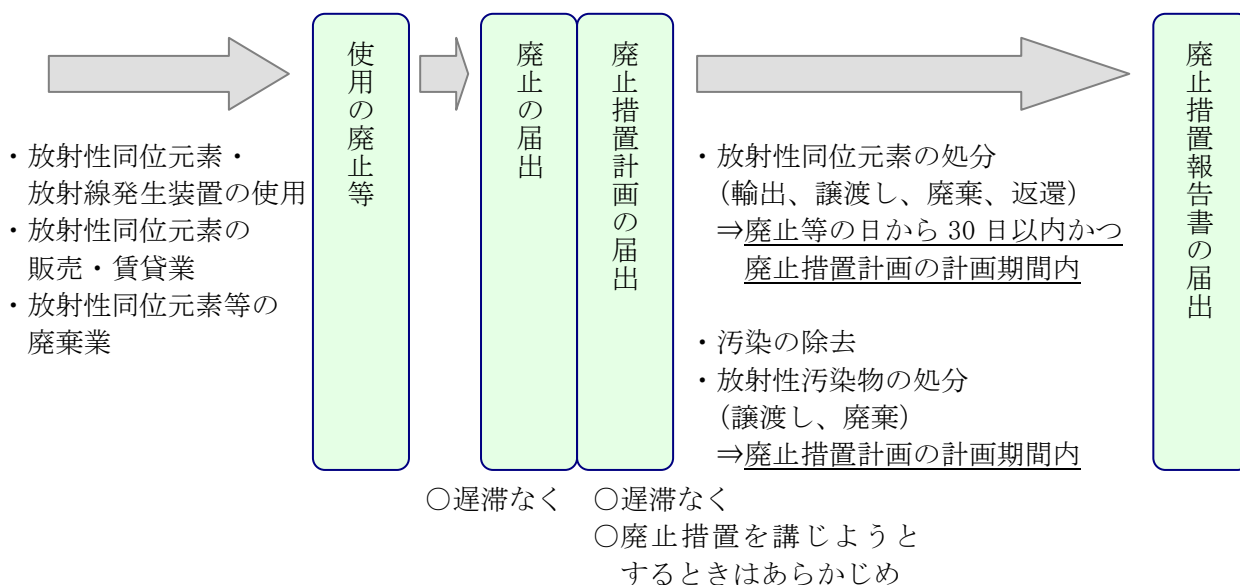 ・放射性同位元素・
放射線発生装置の使用
・放射性同位元素の
販売・賃貸業
・放射性同位元素等の
廃棄業
使用の廃止等
廃止の届出
廃止措置計画の届出
○遅滞なく
○遅滞なく
○廃止措置を講じようと
するときはあらかじめ
・放射性同位元素の処分
（輸出、譲渡し、廃棄、返還）
⇒廃止等の日から 30 日以内かつ
廃止措置計画の計画期間内
・汚染の除去
・放射性汚染物の処分
（譲渡し、廃棄）
⇒廃止措置計画の計画期間内
廃止措置報告書の届出